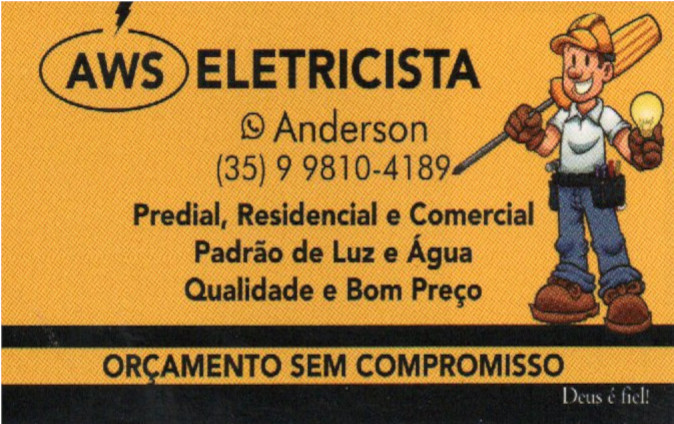 AWS ELETRICISTA
Anderson
(35) 9 9810-4189
Predial, Residencial e Comercial
Padrão de Luz e Água
Qualidade e Bom Preço
ORÇAMENTO SEM COMPROMISSO
Deus é fiel!